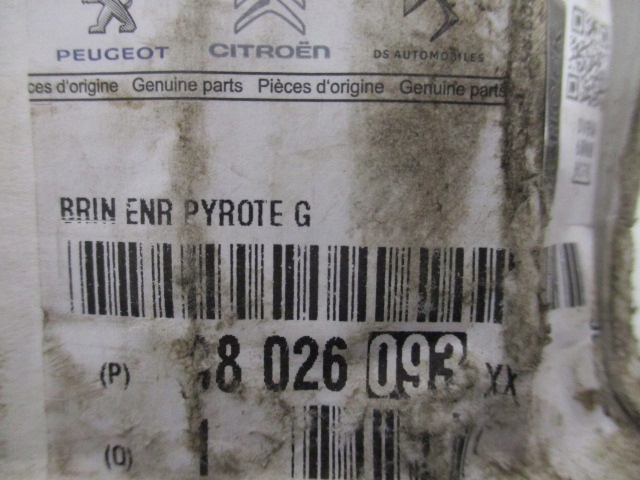 PEUGEOT CITROËN DS AUTOMOBILES
ces d'origine Genuine parts Pièces d'origine Genuine parts
BRIN ENR PYROTE G
(P) 8 026 093 XX
(O)